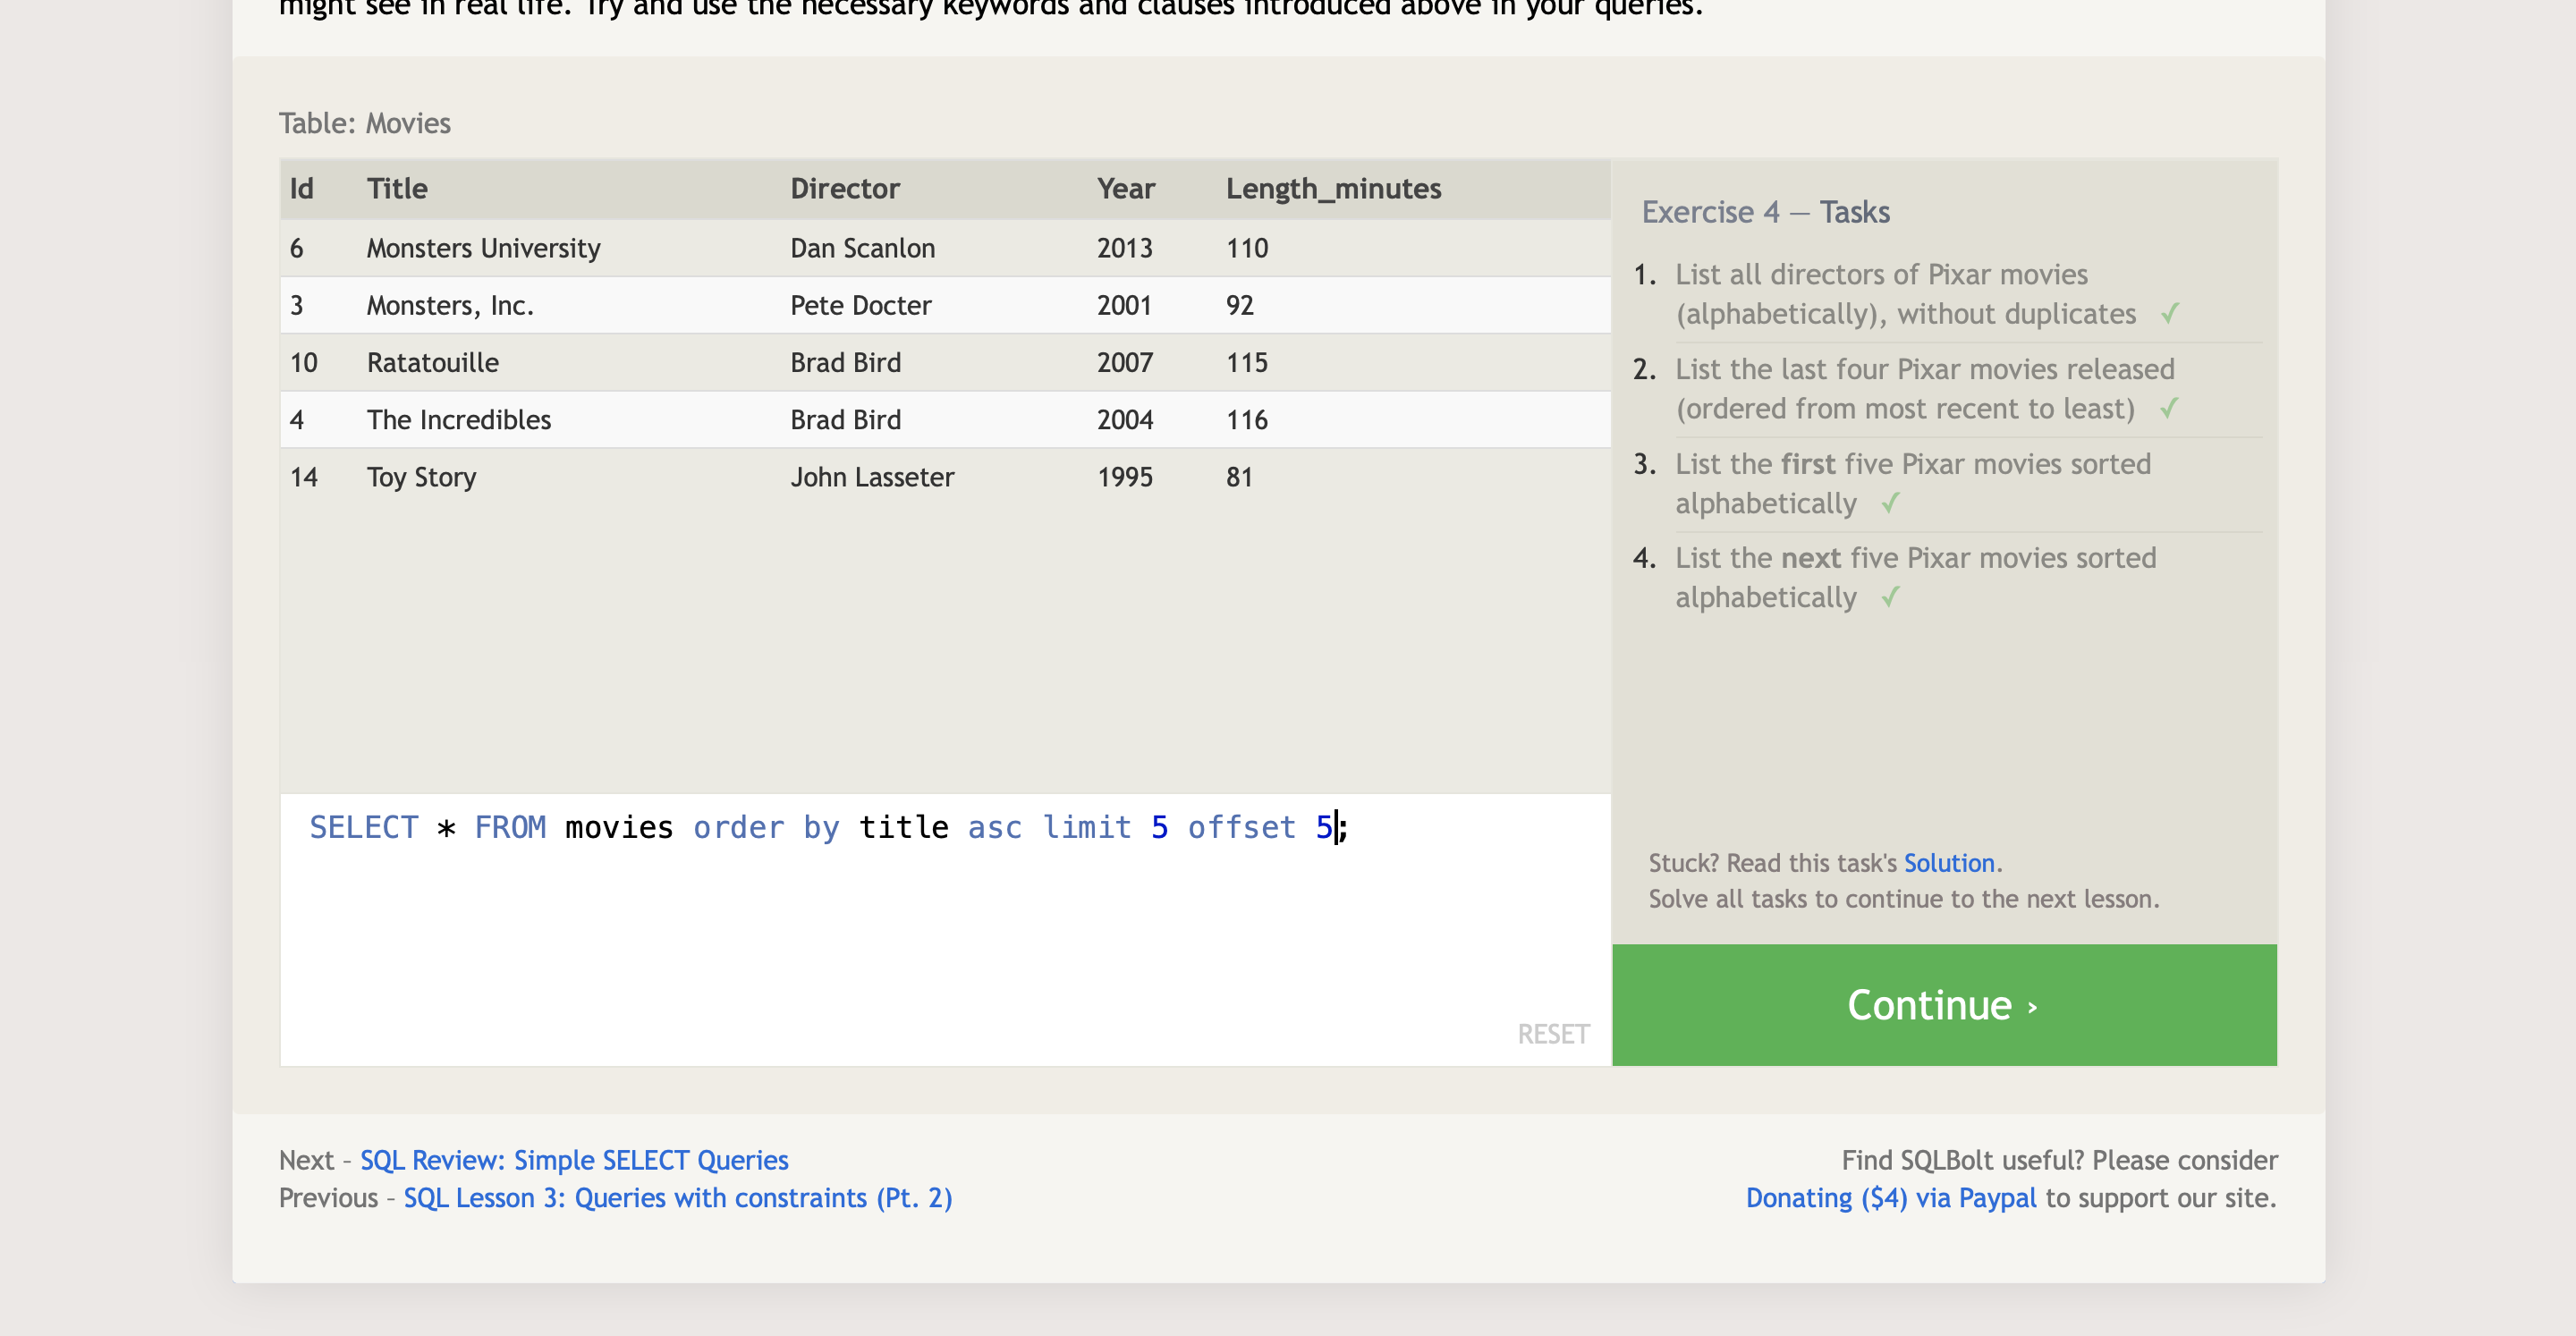 might see in real life. Try and use the necessary keywords and clauses introduced above in your queries.
Table: Movies
Id Title Director Year Length_minutes
6 Monsters University Dan Scanlon 2013 110
3 Monsters, Inc. Pete Docter 2001 92
10 Ratatouille Brad Bird 2007 115
4 The Incredibles Brad Bird 2004 116
14 Toy Story John Lasseter 1995 81
SELECT * FROM movies order by title asc limit 5 offset 5;
RESET
Exercise 4 — Tasks
1. List all directors of Pixar movies
(alphabetically), without duplicates ✓
2. List the last four Pixar movies released
(ordered from most recent to least) ✓
3. List the first five Pixar movies sorted
alphabetically ✓
4. List the next five Pixar movies sorted
alphabetically ✓
Stuck? Read this task's Solution.
Solve all tasks to continue to the next lesson.
Continue ›
Next – SQL Review: Simple SELECT Queries
Previous – SQL Lesson 3: Queries with constraints (Pt. 2)
Find SQLBolt useful? Please consider
Donating ($4) via Paypal to support our site.